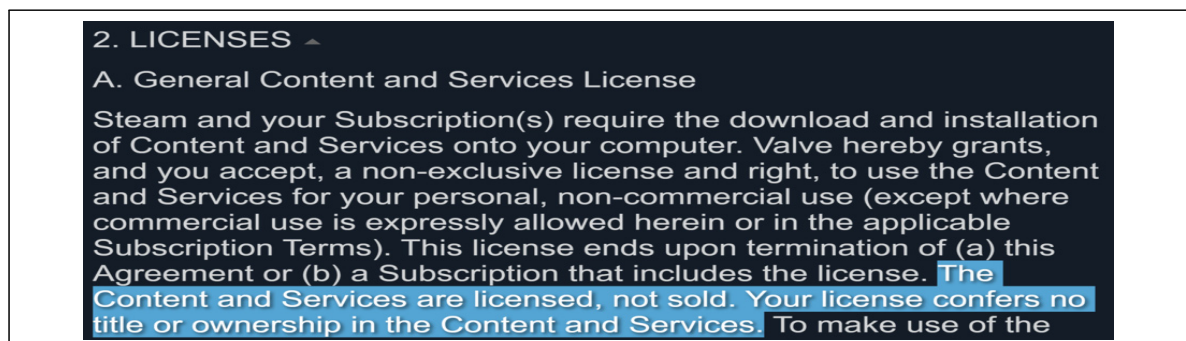 2. LICENSES
A. General Content and Services License
Steam and your Subscription(s) require the download and installation
of Content and Services onto your computer. Valve hereby grants,
and you accept, a non-exclusive license and right, to use the Content
and Services for your personal, non-commercial use (except where
commercial use is expressly allowed herein or in the applicable
Subscription Terms). This license ends upon termination of (a) this
Agreement or (b) a Subscription that includes the license. The
Content and Services are licensed, not sold. Your license confers no
title or ownership in the Content and Services. To make use of the